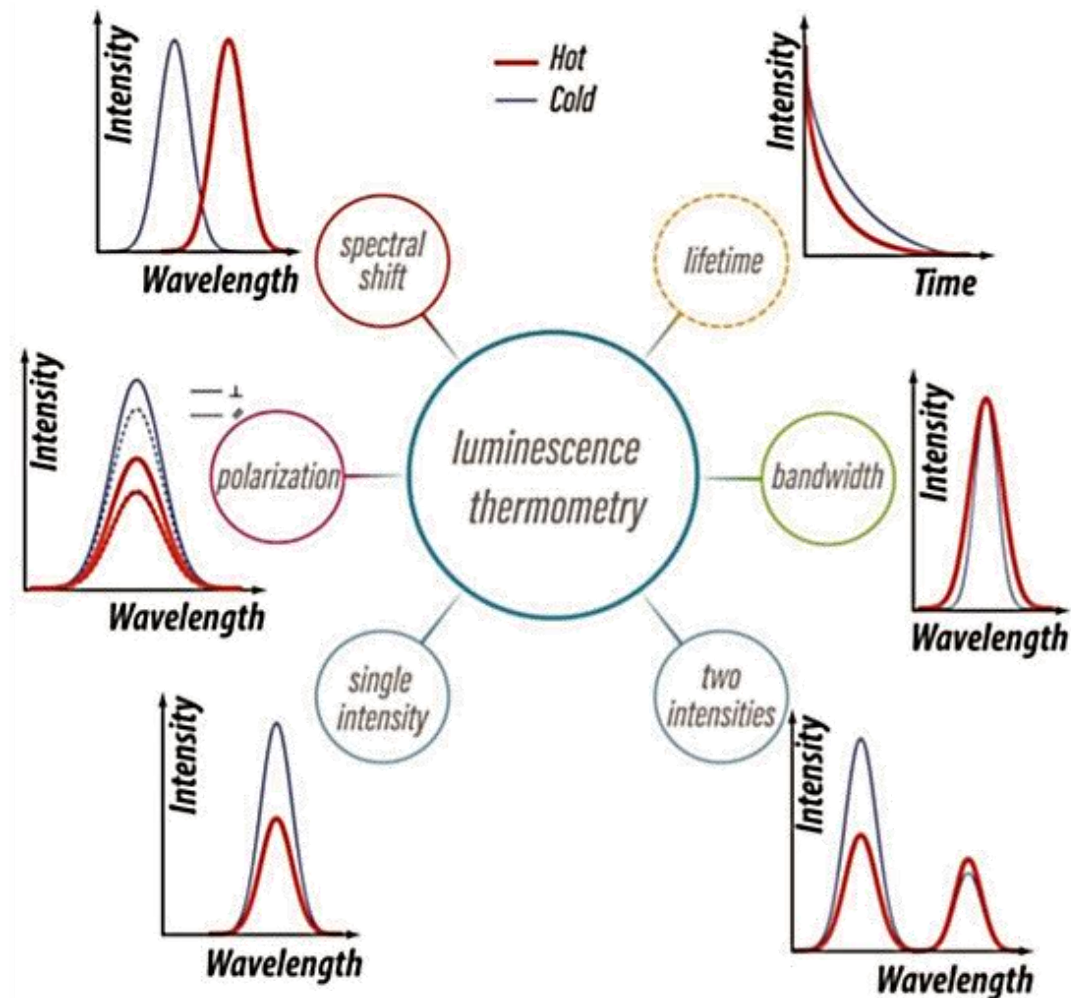 Intensity
Wavelength
Hot
Cold
Intensity
Time
spectral
shift
lifetime
Intensity
Wavelength
⊥
polarization
luminescence
thermometry
bandwidth
Intensity
Wavelength
single
intensity
two
intensities
Intensity
Wavelength
Intensity
Wavelength